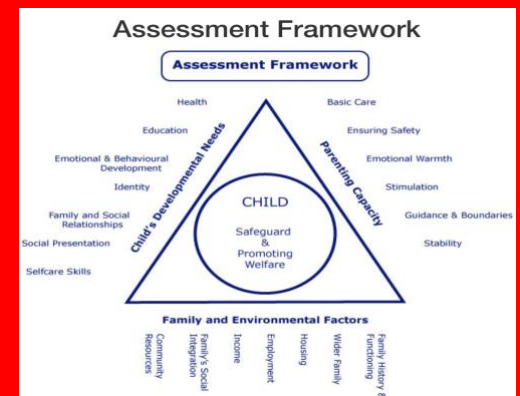 Assessment Framework
Assessment Framework
Health
Education
Emotional & Behavioural
Development
Identity
Family and Social
Relationships
Social Presentation
Selfcare Skills
Child's Developmental Needs
Basic Care
Ensuring Safety
Emotional Warmth
Stimulation
Guidance & Boundaries
Stability
Parenting Capacity
CHILD
Safeguard
&
Promoting
Welfare
Family and Environmental Factors
Community
Resources
Family's Social
Integration
Income
Employment
Housing
Wider Family
Family History &
Functioning